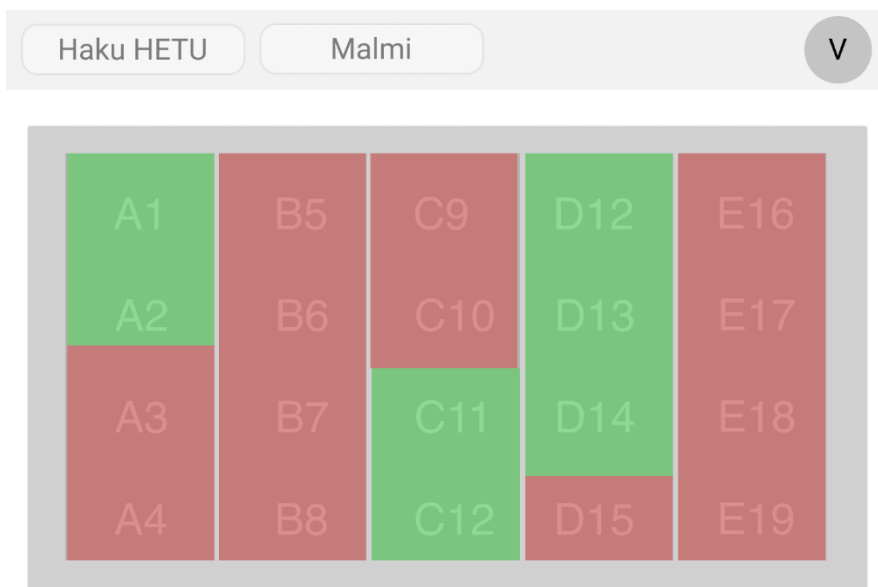 Haku HETU Malmi V
A1 B5 C9 D12 E16
A2 B6 C10 D13 E17
A3 B7 C11 D14 E18
A4 B8 C12 D15 E19